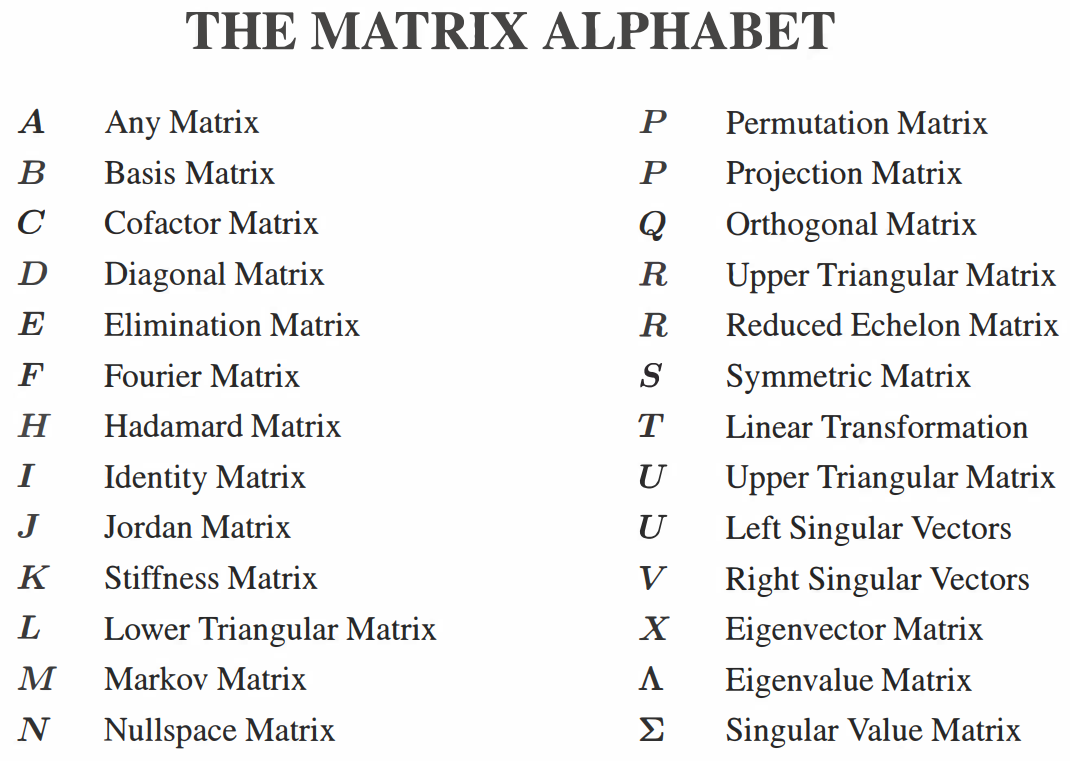 THE MATRIX ALPHABET
A Any Matrix
B Basis Matrix
C Cofactor Matrix
D Diagonal Matrix
E Elimination Matrix
F Fourier Matrix
H Hadamard Matrix
I Identity Matrix
J Jordan Matrix
K Stiffness Matrix
L Lower Triangular Matrix
M Markov Matrix
N Nullspace Matrix
P Permutation Matrix
P Projection Matrix
Q Orthogonal Matrix
R Upper Triangular Matrix
R Reduced Echelon Matrix
S Symmetric Matrix
T Linear Transformation
U Upper Triangular Matrix
U Left Singular Vectors
V Right Singular Vectors
X Eigenvector Matrix
Λ Eigenvalue Matrix
Σ Singular Value Matrix